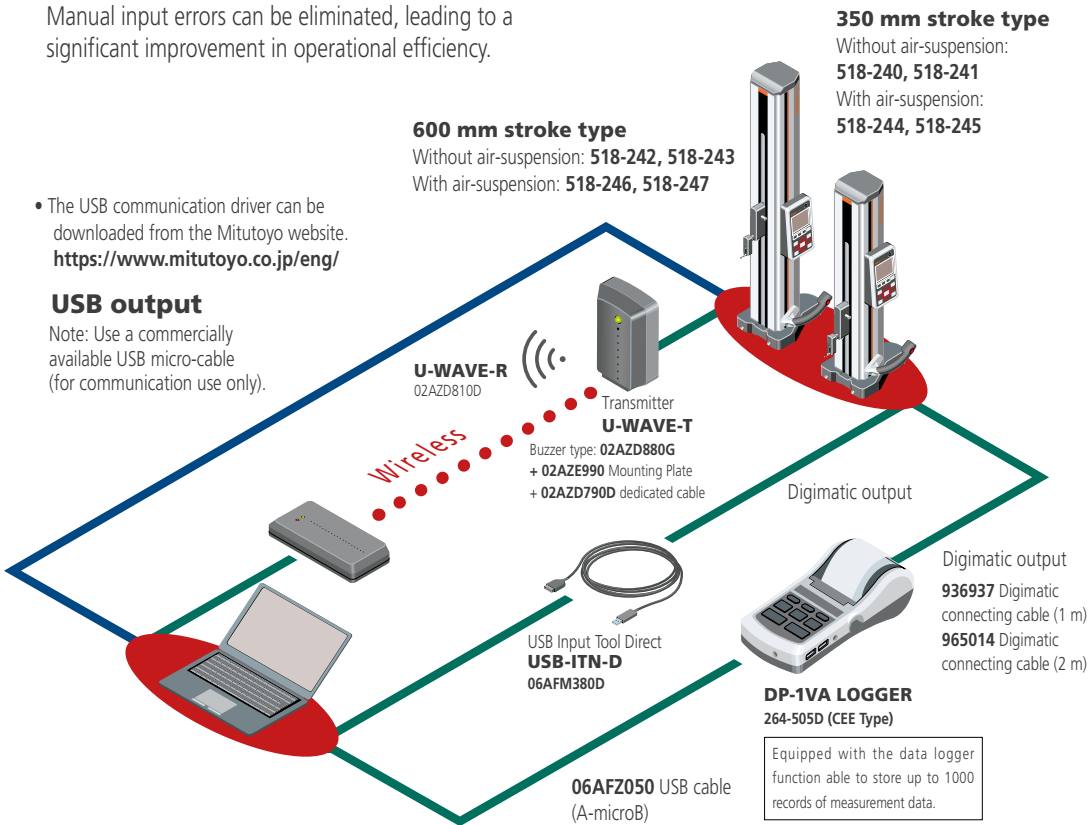 Manual input errors can be eliminated, leading to a
significant improvement in operational efficiency.
350 mm stroke type
Without air-suspension:
518-240, 518-241
With air-suspension:
518-244, 518-245
600 mm stroke type
Without air-suspension: 518-242, 518-243
With air-suspension: 518-246, 518-247
• The USB communication driver can be
downloaded from the Mitutoyo website.
https://www.mitutoyo.co.jp/eng/
USB output
Note: Use a commercially
available USB micro-cable
(for communication use only).
U-WAVE-R
02AZD810D
Transmitter
U-WAVE-T
Buzzer type: 02AZD880G
+ 02AZE990 Mounting Plate
+ 02AZD790D dedicated cable
Wireless
Digimatic output
USB Input Tool Direct
USB-ITN-D
06AFM380D
Digimatic output
936937 Digimatic
connecting cable (1 m)
965014 Digimatic
connecting cable (2 m)
DP-1VA LOGGER
264-505D (CEE Type)
Equipped with the data logger
function able to store up to 1000
records of measurement data.
06AFZ050 USB cable
(A-microB)